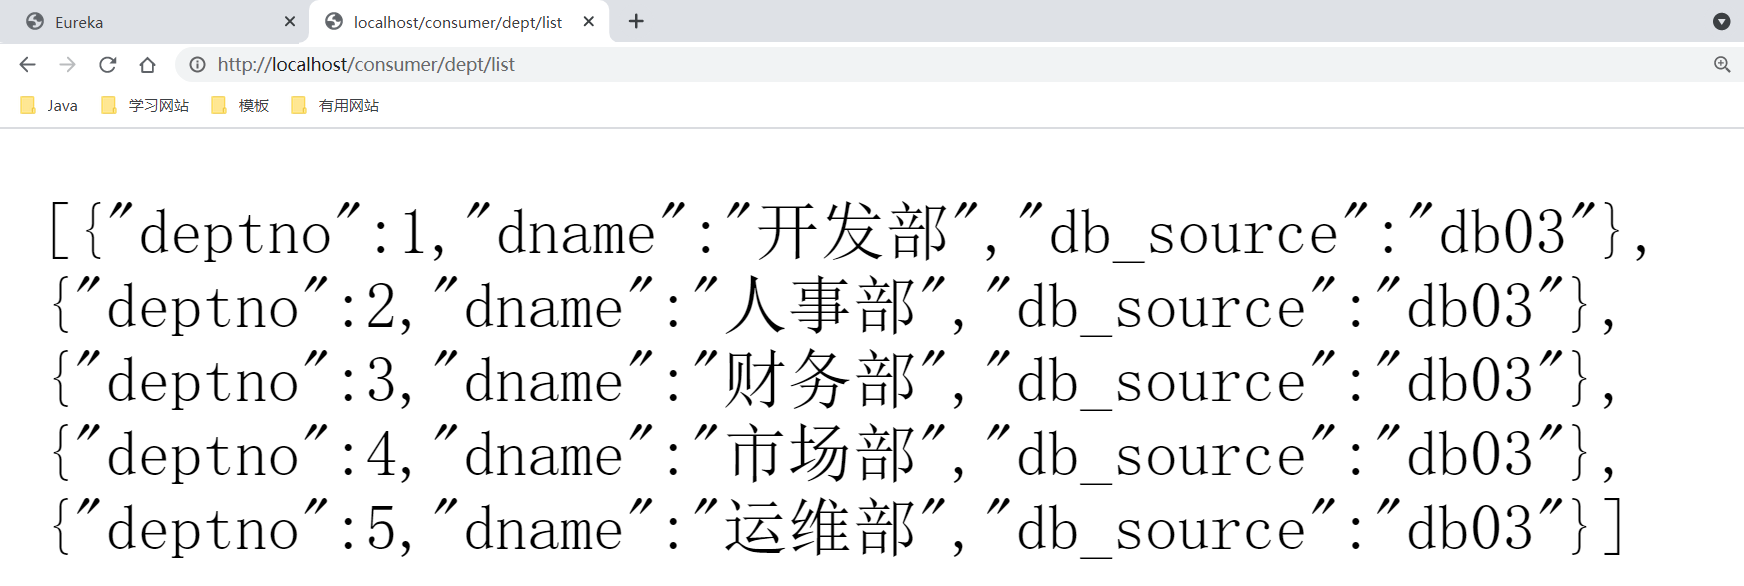 Eureka
localhost/consumer/dept/list
http://localhost/consumer/dept/list
Java 学习网站 模板 有用网站
[{"deptno":1,"dname":"开发部","db_source":"db03"},
{"deptno":2,"dname":"人事部","db_source":"db03"},
{"deptno":3,"dname":"财务部","db_source":"db03"},
{"deptno":4,"dname":"市场部","db_source":"db03"},
{"deptno":5,"dname":"运维部","db_source":"db03"}]